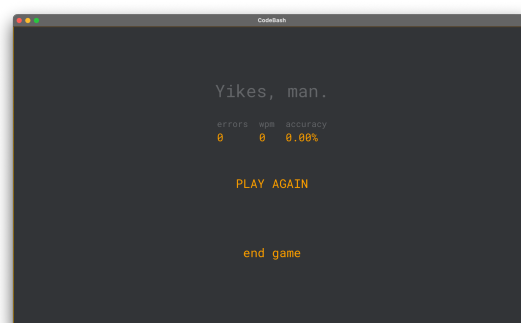 CodeBash
Yikes, man.
errors wpm accuracy
0 0 0.00%
PLAY AGAIN
end game